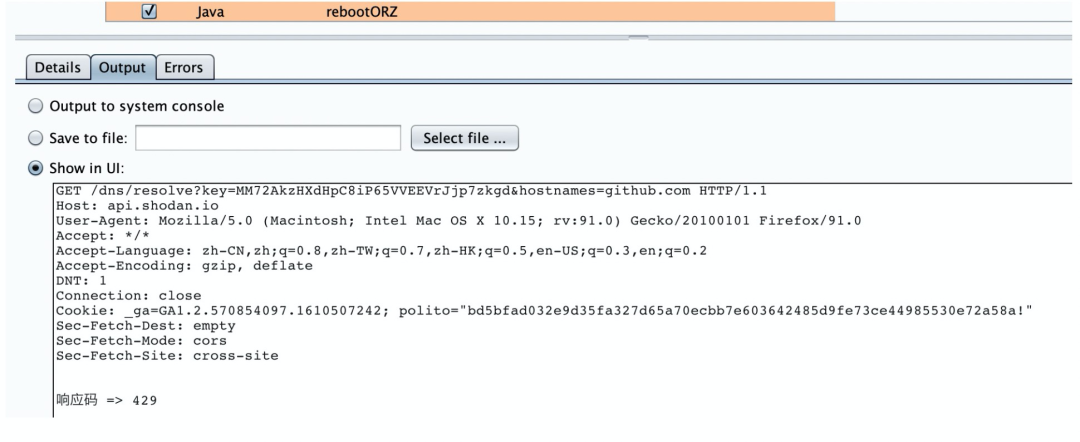 Java rebootORZ
Details Output Errors
Output to system console
Save to file: Select file ...
Show in UI:
GET /dns/resolve?key=MM72AkzHXdHpC8iP65VVEEVrJjp7zkgd&hostnames=github.com HTTP/1.1
Host: api.shodan.io
User-Agent: Mozilla/5.0 (Macintosh; Intel Mac OS X 10.15; rv:91.0) Gecko/20100101 Firefox/91.0
Accept: */*
Accept-Language: zh-CN,zh;q=0.8,zh-TW;q=0.7,zh-HK;q=0.5,en-US;q=0.3,en;q=0.2
Accept-Encoding: gzip, deflate
DNT: 1
Connection: close
Cookie: _ga=GA1.2.570854097.1610507242; polito="bd5bfad032e9d35fa327d65a70ecbb7e603642485d9fe73ce44985530e72a58a!"
Sec-Fetch-Dest: empty
Sec-Fetch-Mode: cors
Sec-Fetch-Site: cross-site
响应码 => 429